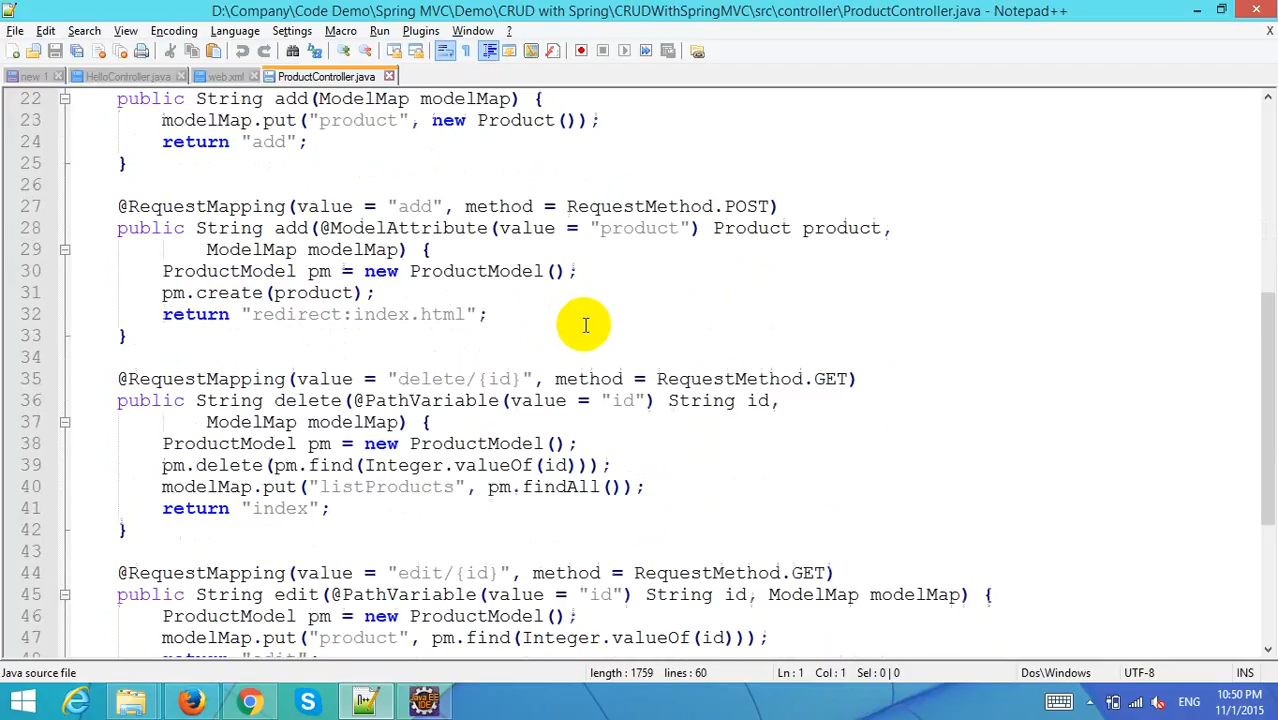 D:\Company\Code Demo\Spring MVC\Demo\CRUD with Spring\CRUDWithSpringMVC\src\controller\ProductController.java - Notepad++
File Edit Search View Encoding Language Settings Macro Run Plugins Window ? X
new 1 HelloController.java web.xml ProductController.java
22 public String add(ModelMap modelMap) {
23 modelMap.put("product", new Product());
24 return "add";
25 }
26
27 @RequestMapping(value = "add", method = RequestMethod.POST)
28 public String add(@ModelAttribute(value = "product") Product product,
29 ModelMap modelMap) {
30 ProductModel pm = new ProductModel();
31 pm.create(product);
32 return "redirect:index.html";
33 }
34
35 @RequestMapping(value = "delete/{id}", method = RequestMethod.GET)
36 public String delete(@PathVariable(value = "id") String id,
37 ModelMap modelMap) {
38 ProductModel pm = new ProductModel();
39 pm.delete(pm.find(Integer.valueOf(id)));
40 modelMap.put("listProducts", pm.findAll());
41 return "index";
42 }
43
44 @RequestMapping(value = "edit/{id}", method = RequestMethod.GET)
45 public String edit(@PathVariable(value = "id") String id, ModelMap modelMap) {
46 ProductModel pm = new ProductModel();
47 modelMap.put("product", pm.find(Integer.valueOf(id)));
48 return "edit";
Java source file length : 1759 lines : 60 Ln : 1 Col : 1 Sel : 0 | 0 Dos\Windows UTF-8 INS
Java EE IDE ENG 10:50 PM
11/1/2015